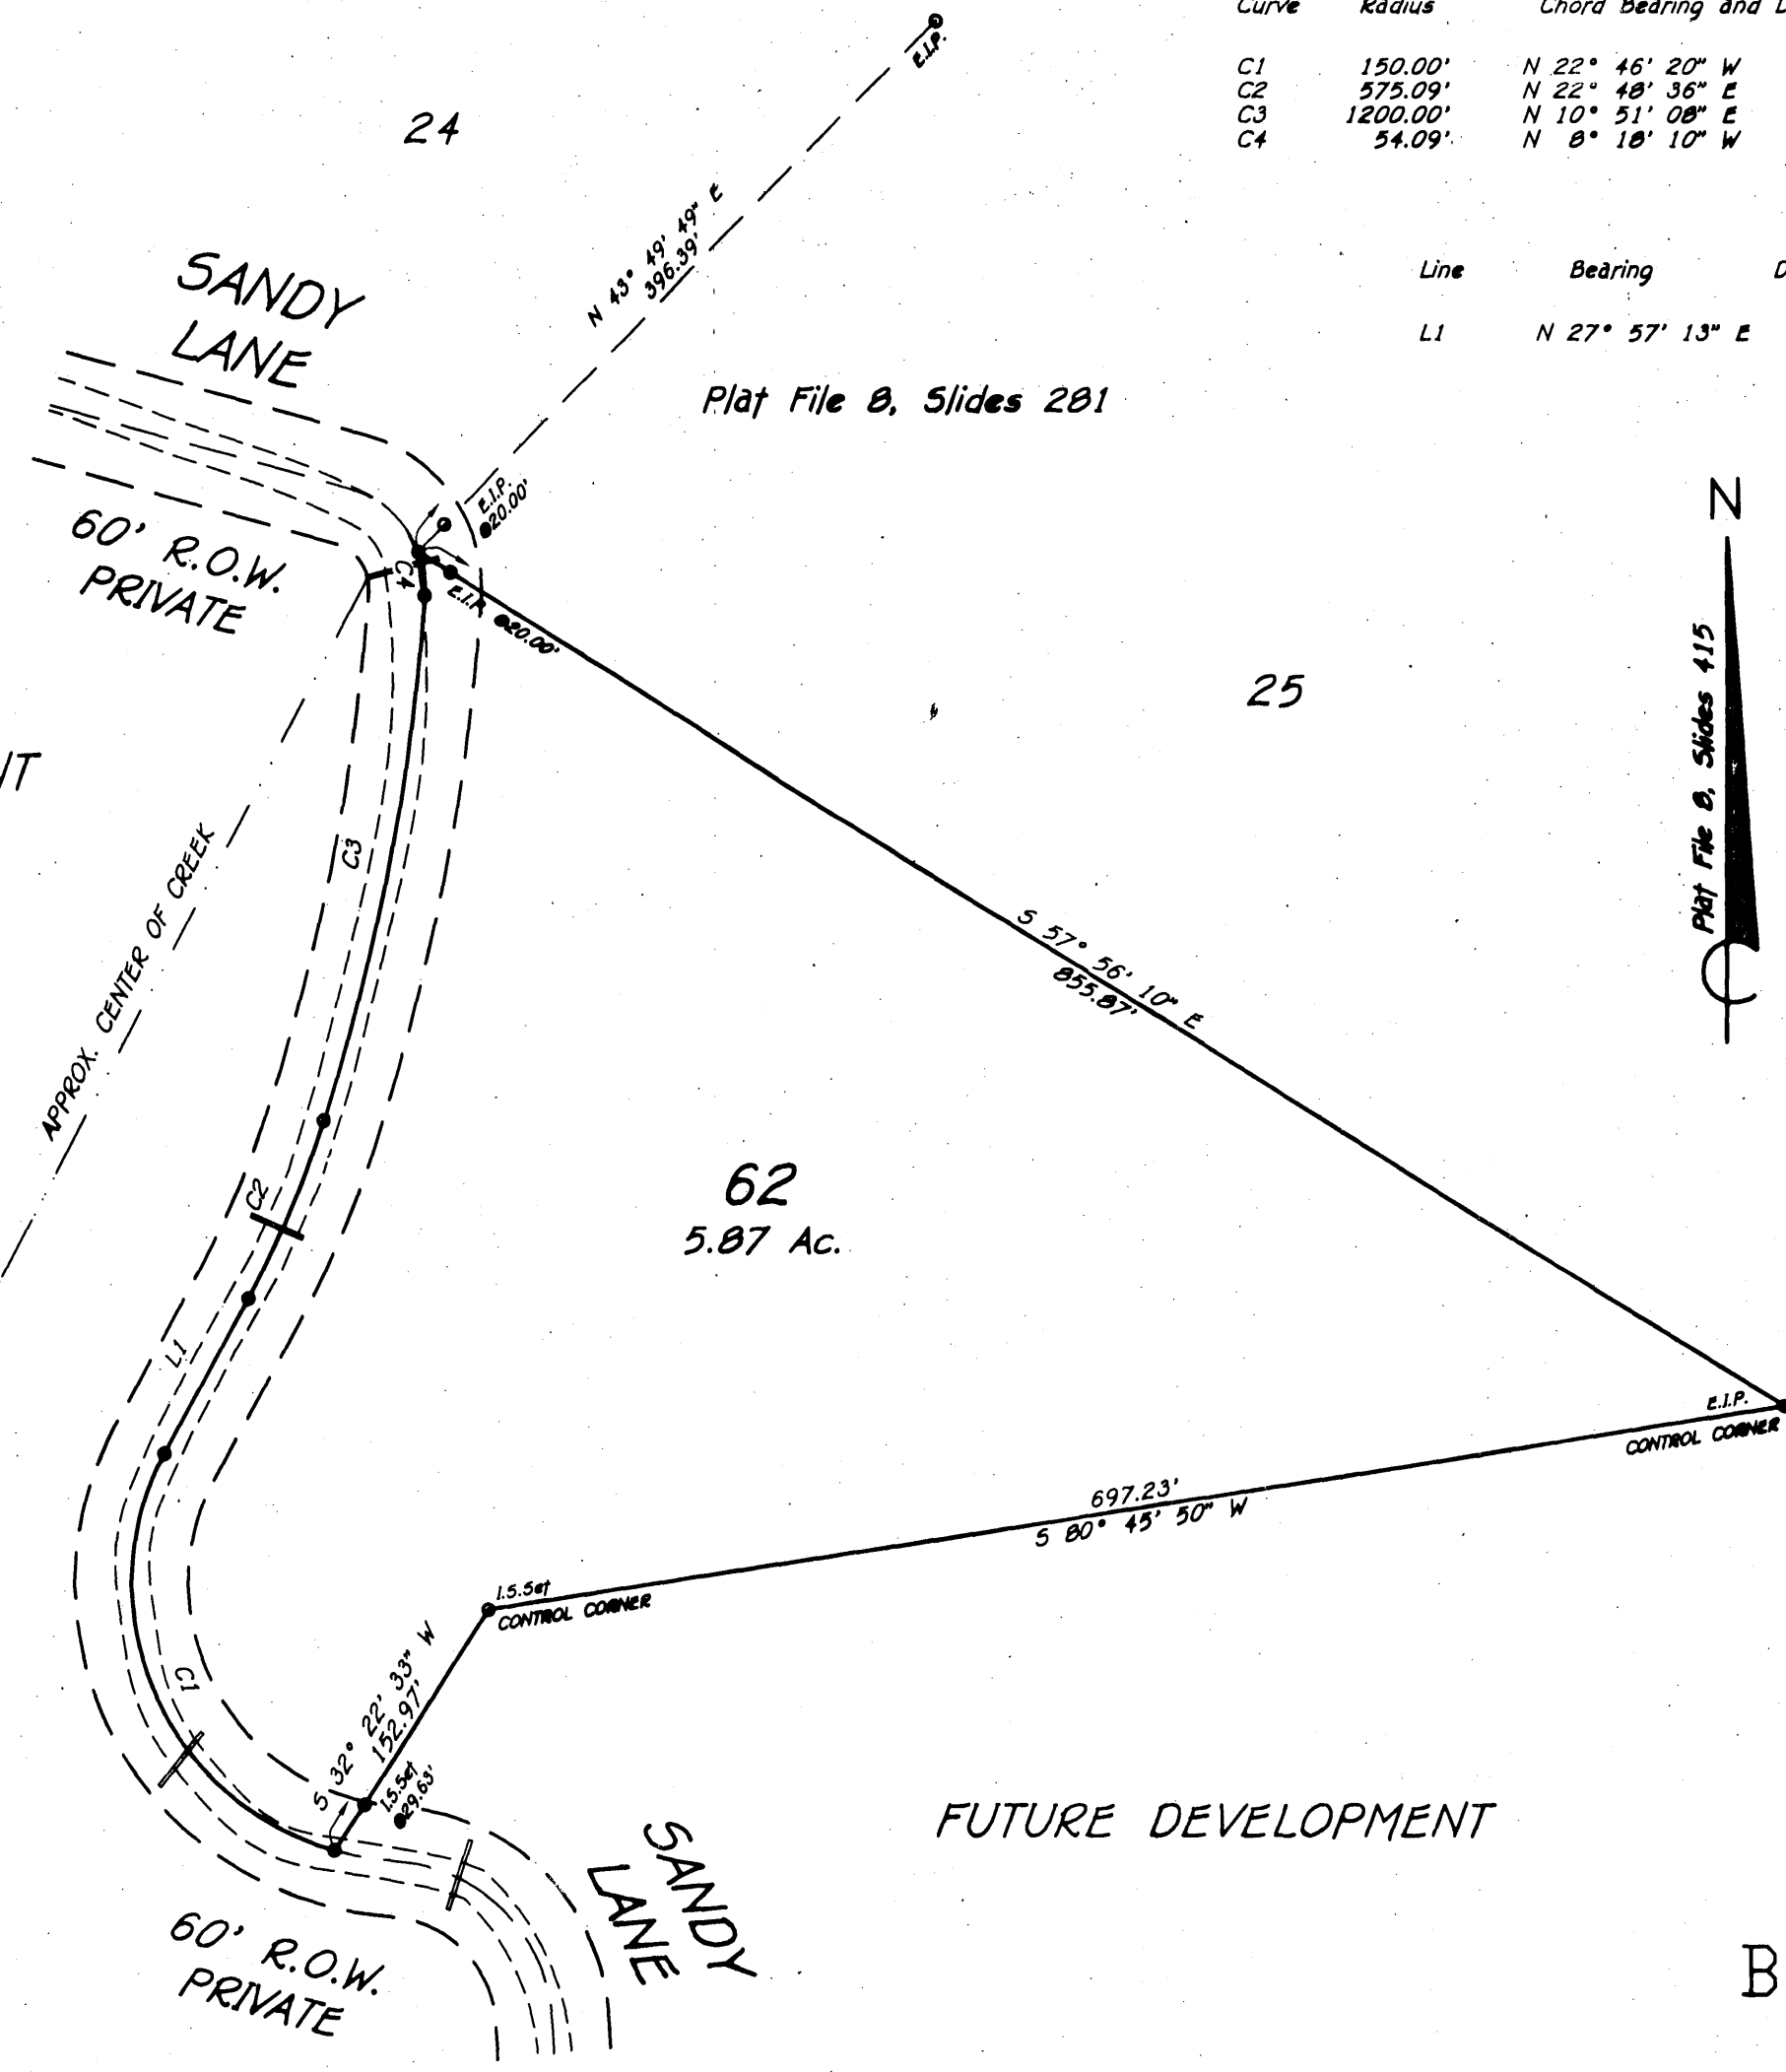 Curve Radius Chord Bearing and
C1 150.00' N 22° 46' 20" W
C2 575.09' N 22° 48' 36" E
C3 1200.00' N 10° 51' 08" E
C4 54.09' N 8° 18' 10" W
E.I.P.
24
N 43° 49' 49" E
396.39'
Line Bearing
L1 N 27° 57' 13" E
SANDY
LANE
Plat File 8, Slides 281
E.I.P.
@20.00'
60' R.O.W.
PRIVATE
C4
E.I.P.
@20.00'
N
Plat File 8, Slides 415
25
NT
C3
APPROX. CENTER OF CREEK
S 57° 56' 10" E
855.87'
62
5.87 Ac.
C2
L1
E.I.P.
CONTROL CORNER
697.23'
S 80° 45' 50" W
I.S.Set
CONTROL CORNER
C1
S 32° 22' 33" W
152.97'
I.S.Set
@29.63'
FUTURE DEVELOPMENT
SANDY
LANE
60' R.O.W.
PRIVATE
B